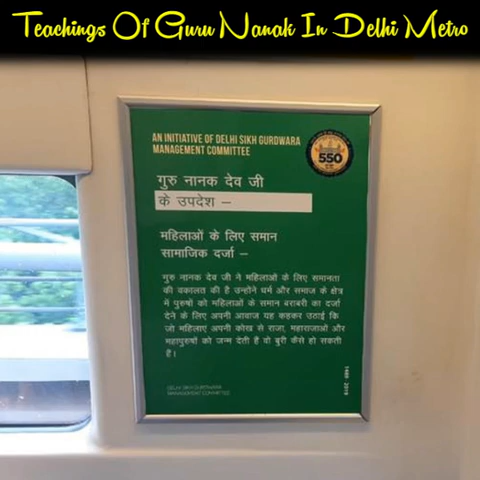 Teachings Of Guru Nanak In Delhi Metro
AN INITIATIVE OF DELHI SIKH GURDWARA
MANAGEMENT COMMITTEE
550
गुरु नानक देव जी
के उपदेश –
महिलाओं के लिए समान
सामाजिक दर्जा –
गुरु नानक देव जी ने महिलाओं के लिए समानता
की वकालत की है उन्होंने धर्म और समाज के क्षेत्र
में पुरुषों को महिलाओं के समान बराबरी का दर्जा
देने के लिए अपनी आवाज यह कहकर उठाई कि
जो महिलाएं अपनी कोख से राजा, महाराजाओं और
महापुरुषों को जन्म देती हैं वो बुरी कैसे हो सकती
हैं।
DELHI SIKH GURDWARA
MANAGEMENT COMMITTEE